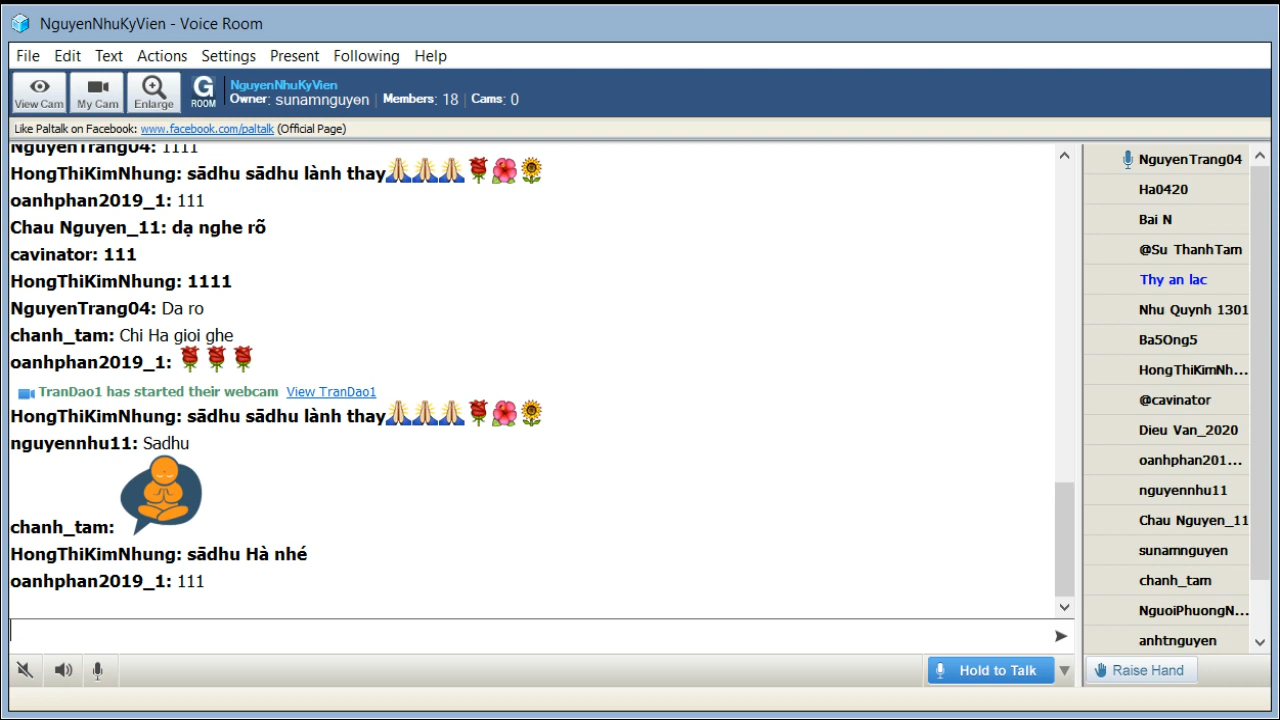 NguyenNhuKyVien - Voice Room
File Edit Text Actions Settings Present Following Help
View Cam My Cam Enlarge G ROOM
NguyenNhuKyVien
Owner: sunamnguyen | Members: 18 | Cams: 0
Like Paltalk on Facebook: www.facebook.com/paltalk (Official Page)
NguyenTrang04: 1111
HongThiKimNhung: sādhu sādhu lành thay
oanhphan2019_1: 111
Chau Nguyen_11: dạ nghe rõ
cavinator: 111
HongThiKimNhung: 1111
NguyenTrang04: Da ro
chanh_tam: Chi Ha gioi ghe
oanhphan2019_1:
TranDao1 has started their webcam View TranDao1
HongThiKimNhung: sādhu sādhu lành thay
nguyennhu11: Sadhu
chanh_tam:
HongThiKimNhung: sādhu Hà nhé
oanhphan2019_1: 111
Hold to Talk
NguyenTrang04
Ha0420
Bai N
@Su ThanhTam
Thy an lac
Nhu Quynh 1301
Ba5Ong5
HongThiKimNh...
@cavinator
Dieu Van_2020
oanhphan201...
nguyennhu11
Chau Nguyen_11
sunamnguyen
chanh_tam
NguoiPhuongN...
anhtnguyen
Raise Hand